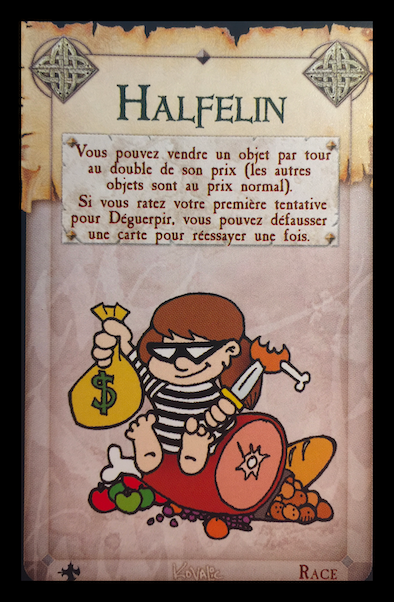 HALFELIN
Vous pouvez vendre un objet par tour
au double de son prix (les autres
objets sont au prix normal).
Si vous ratez votre première tentative
pour Déguerpir, vous pouvez défausser
une carte pour réessayer une fois.
$
KOVALIC
RACE